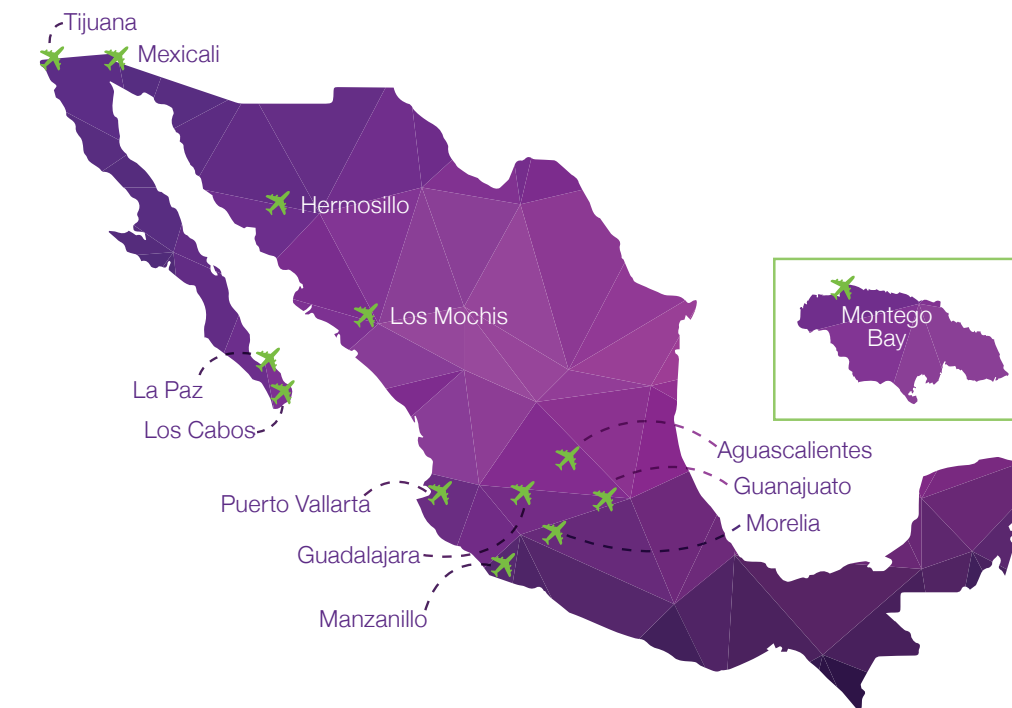 Tijuana
Mexicali
Hermosillo
Los Mochis
Montego
Bay
La Paz
Los Cabos
Aguascalientes
Guanajuato
Puerto Vallarta
Morelia
Guadalajara
Manzanillo